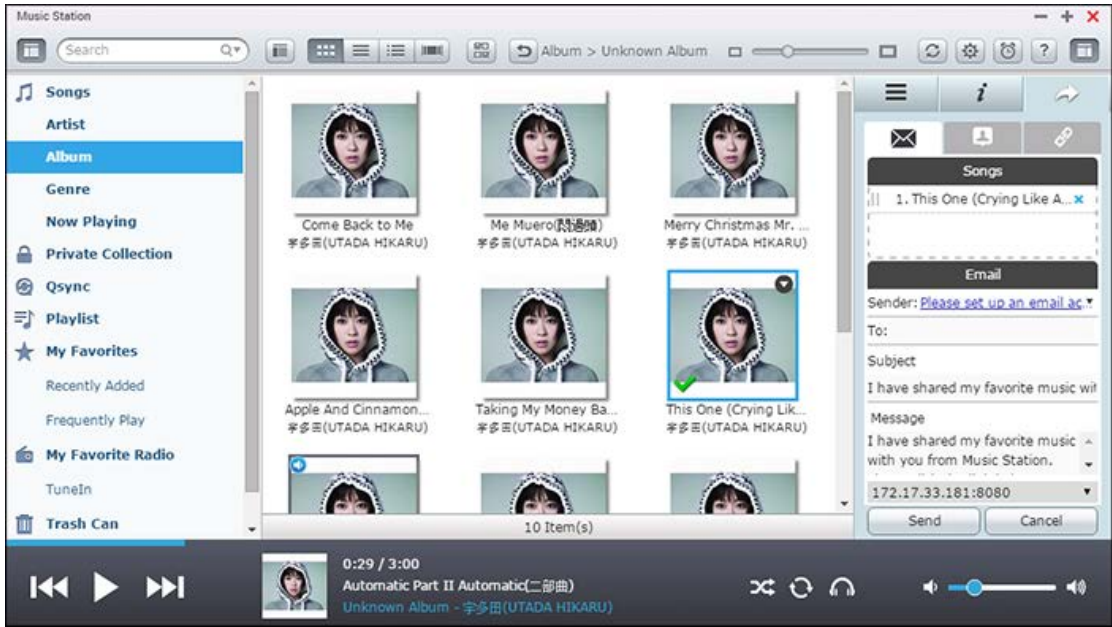 Music Station
Search
Album > Unknown Album
?
Songs
Artist
Album
Genre
Now Playing
Private Collection
Qsync
Playlist
My Favorites
Recently Added
Frequently Play
My Favorite Radio
TuneIn
Trash Can
Come Back to Me
宇多田(UTADA HIKARU)
Me Muero
宇多田(UTADA HIKARU)
Merry Christmas Mr. ...
宇多田(UTADA HIKARU)
Apple And Cinnamon...
宇多田(UTADA HIKARU)
Taking My Money Ba...
宇多田(UTADA HIKARU)
This One (Crying Lik...
宇多田(UTADA HIKARU)
10 Item(s)
i
Songs
1. This One (Crying Like A...
Email
Sender: Please set up an email ac.
To:
Subject
I have shared my favorite music wit
Message
I have shared my favorite music
with you from Music Station.
172.17.33.181:8080
Send
Cancel
0:29 / 3:00
Automatic Part II Automatic(二部曲)
Unknown Album - 宇多田(UTADA HIKARU)